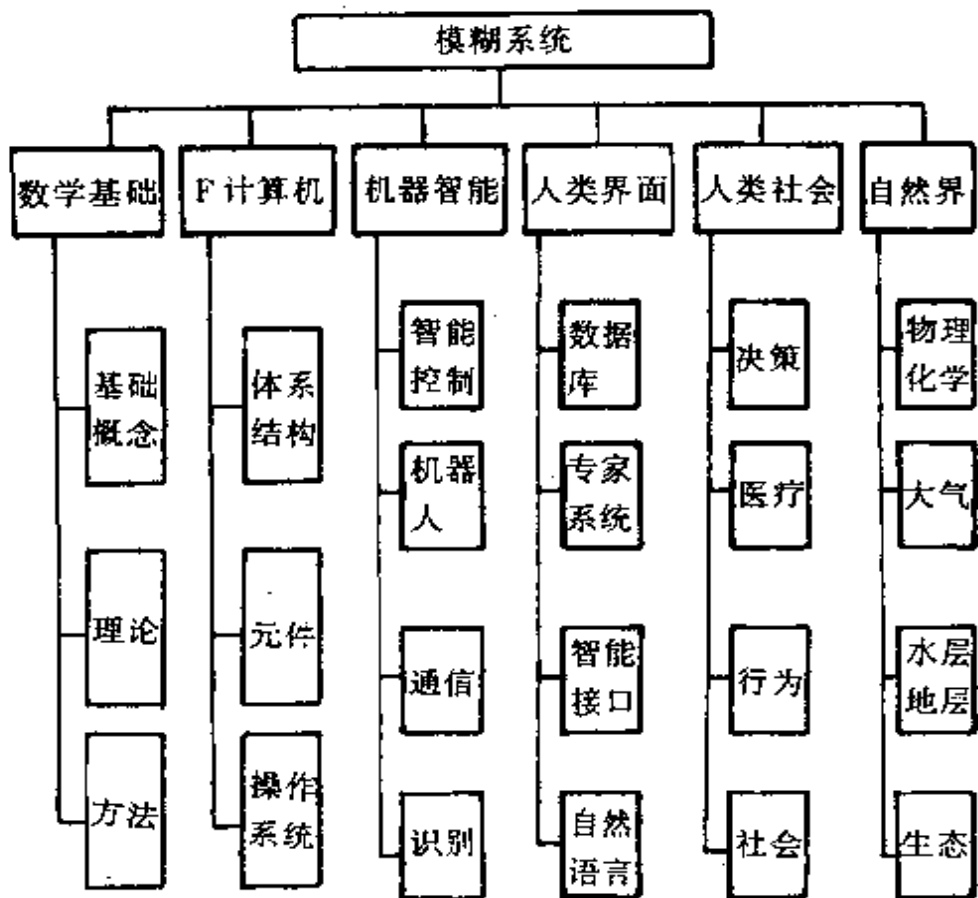 模糊系统
数学基础
F计算机
机器智能
人类界面
人类社会
自然界
基础
概念
理论
方法
体系
结构
元件
操作
系统
智能
控制
机器
人
通信
识别
数据
库
专家
系统
智能
接口
自然
语言
决策
医疗
行为
社会
物理
化学
大气
水层
地层
生态